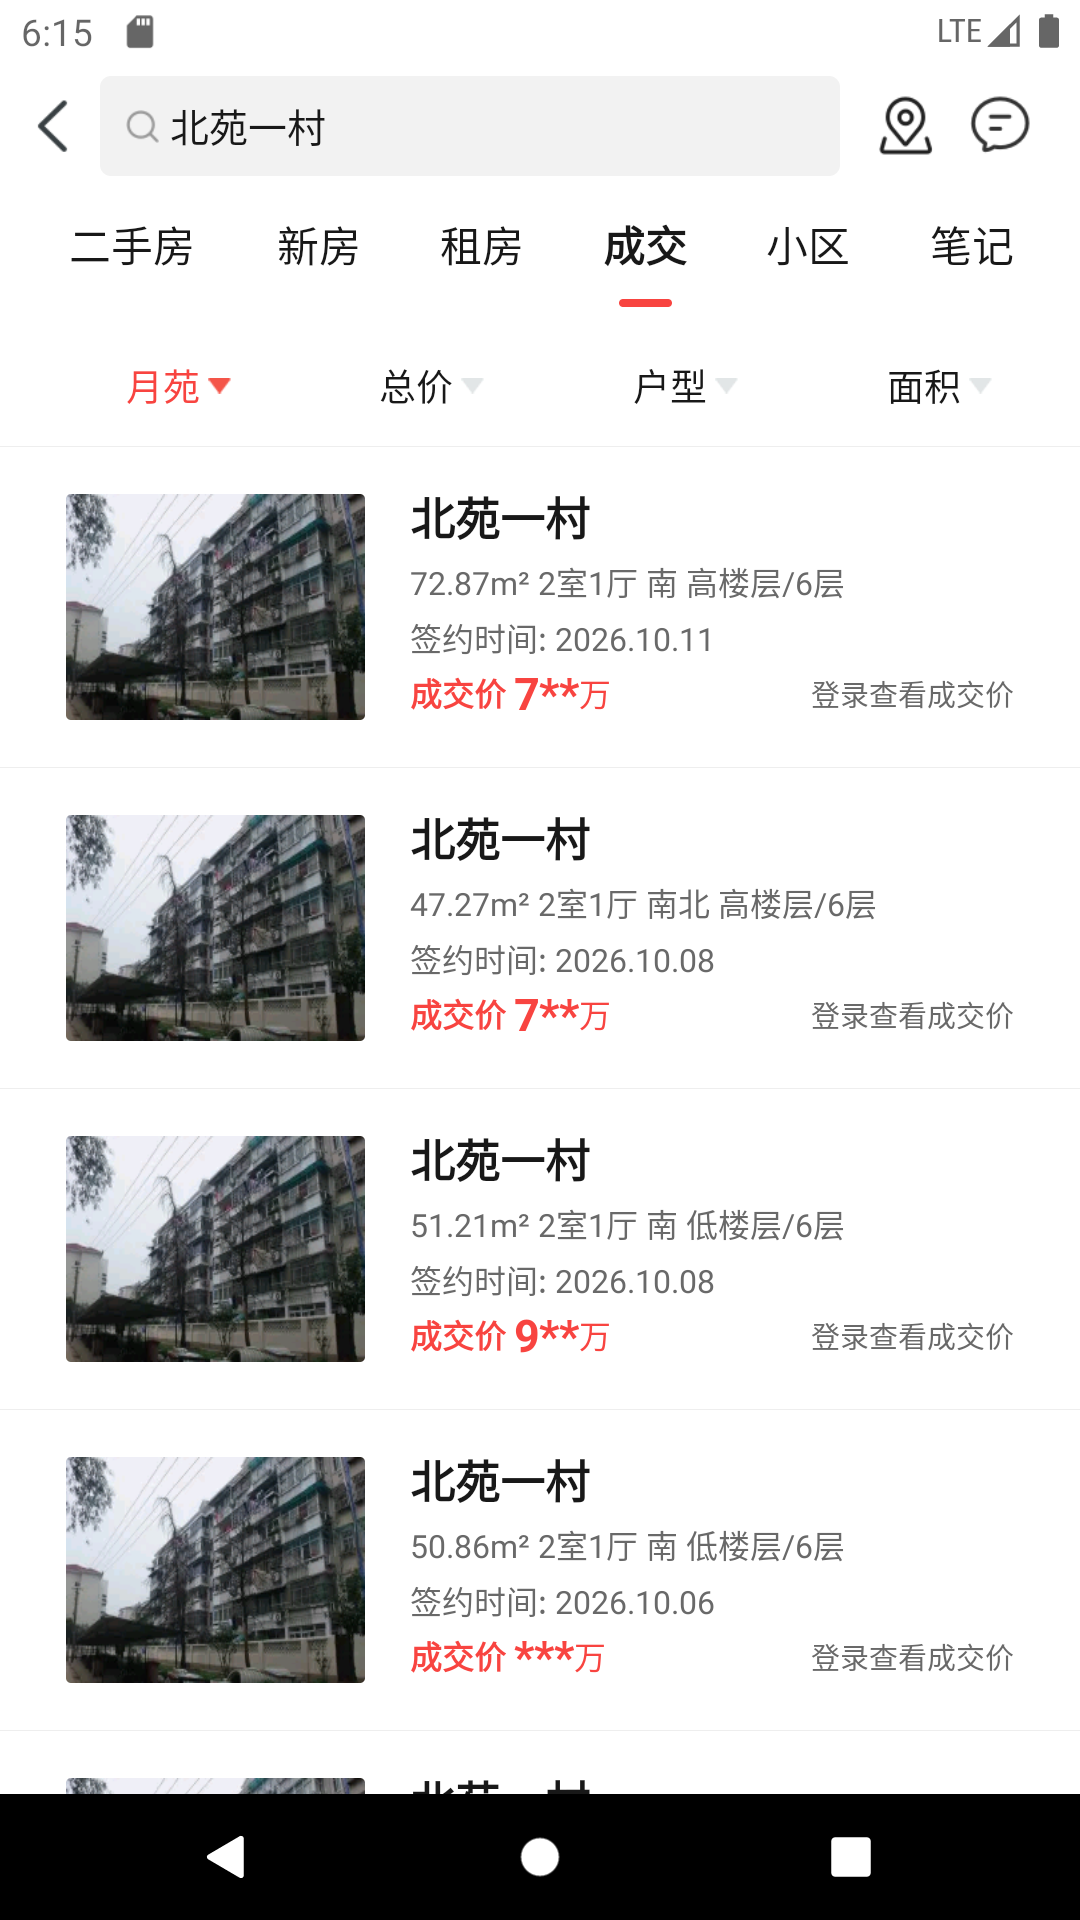 6:15 LTE
北苑一村
二手房 新房 租房 成交 小区 笔记
月苑 总价 户型 面积
北苑一村
72.87m² 2室1厅 南 高楼层/6层
签约时间: 2026.10.11
成交价 7**万 登录查看成交价
北苑一村
47.27m² 2室1厅 南北 高楼层/6层
签约时间: 2026.10.08
成交价 7**万 登录查看成交价
北苑一村
51.21m² 2室1厅 南 低楼层/6层
签约时间: 2026.10.08
成交价 9**万 登录查看成交价
北苑一村
50.86m² 2室1厅 南 低楼层/6层
签约时间: 2026.10.06
成交价 ***万 登录查看成交价
北苑一村